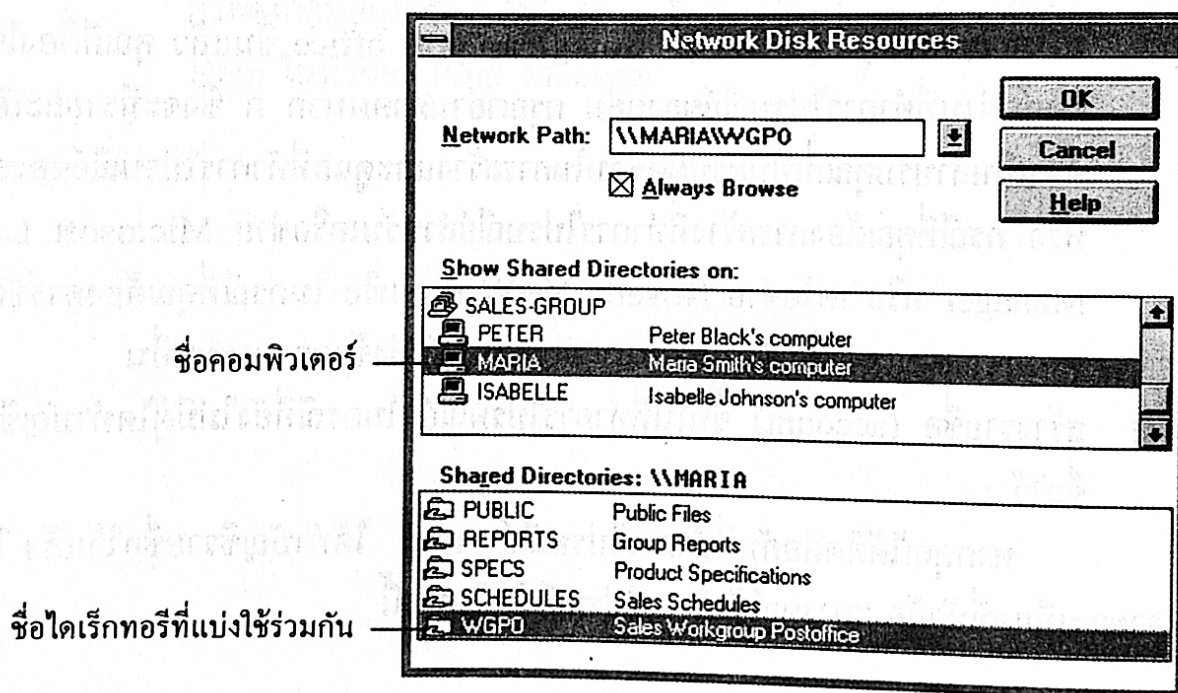 Network Disk Resources
OK
Network Path: \\MARIA\WGPO
Cancel
Always Browse
Help
Show Shared Directories on:
SALES-GROUP
PETER Peter Black's computer
ชื่อคอมพิวเตอร์
MARIA Maria Smith's computer
ISABELLE Isabelle Johnson's computer
Shared Directories: \\MARIA
PUBLIC Public Files
REPORTS Group Reports
SPECS Product Specifications
SCHEDULES Sales Schedules
ชื่อไดเร็กทอรีที่แบ่งใช้ร่วมกัน
WGPO Sales Workgroup Postoffice